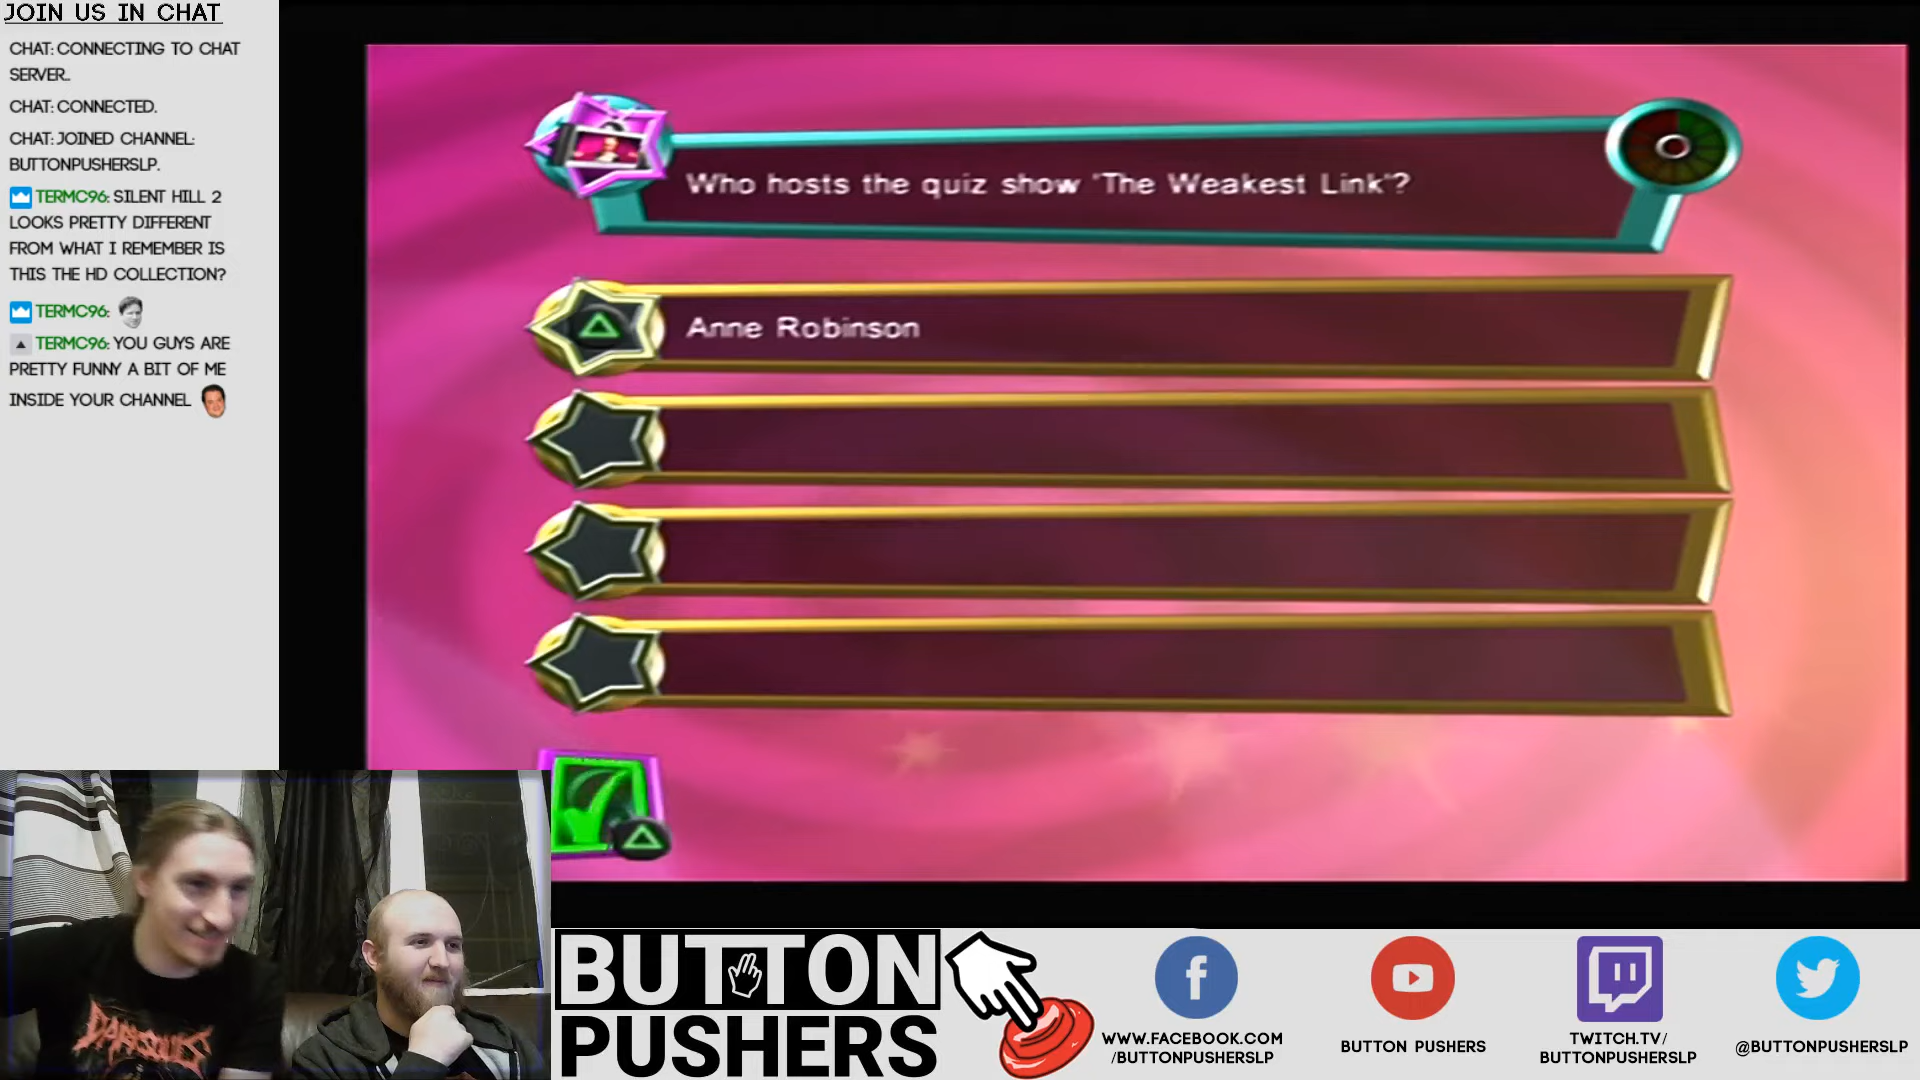 JOIN US IN CHAT
CHAT: CONNECTING TO CHAT
SERVER..
CHAT: CONNECTED.
CHAT: JOINED CHANNEL:
BUTTONPUSHERSLP.
TERMC96: SILENT HILL 2
LOOKS PRETTY DIFFERENT
FROM WHAT I REMEMBER IS
THIS THE HD COLLECTION?
TERMC96:
TERMC96: YOU GUYS ARE
PRETTY FUNNY A BIT OF ME
INSIDE YOUR CHANNEL
Who hosts the quiz show 'The Weakest Link'?
Anne Robinson
DARK SOULS
BUTTON
PUSHERS
WWW.FACEBOOK.COM
/BUTTONPUSHERSLP
BUTTON PUSHERS
TWITCH.TV/
BUTTONPUSHERSLP
@BUTTONPUSHERSLP